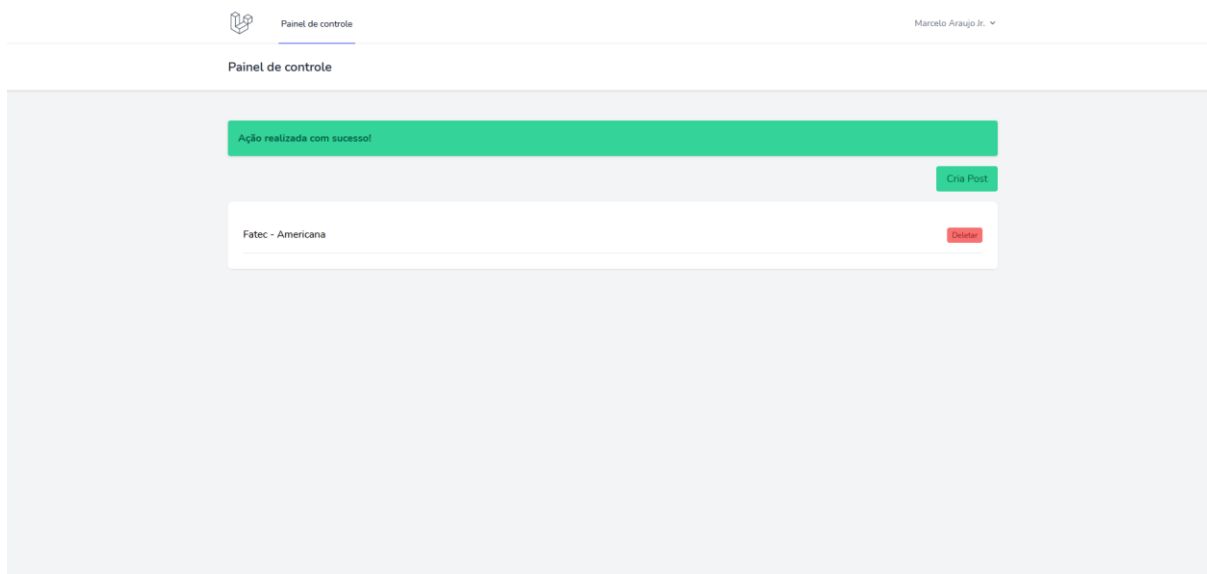 Painel de controle
Marcelo Araujo Jr.
Painel de controle
Ação realizada com sucesso!
Cria Post
Fatec - Americana
Deletar